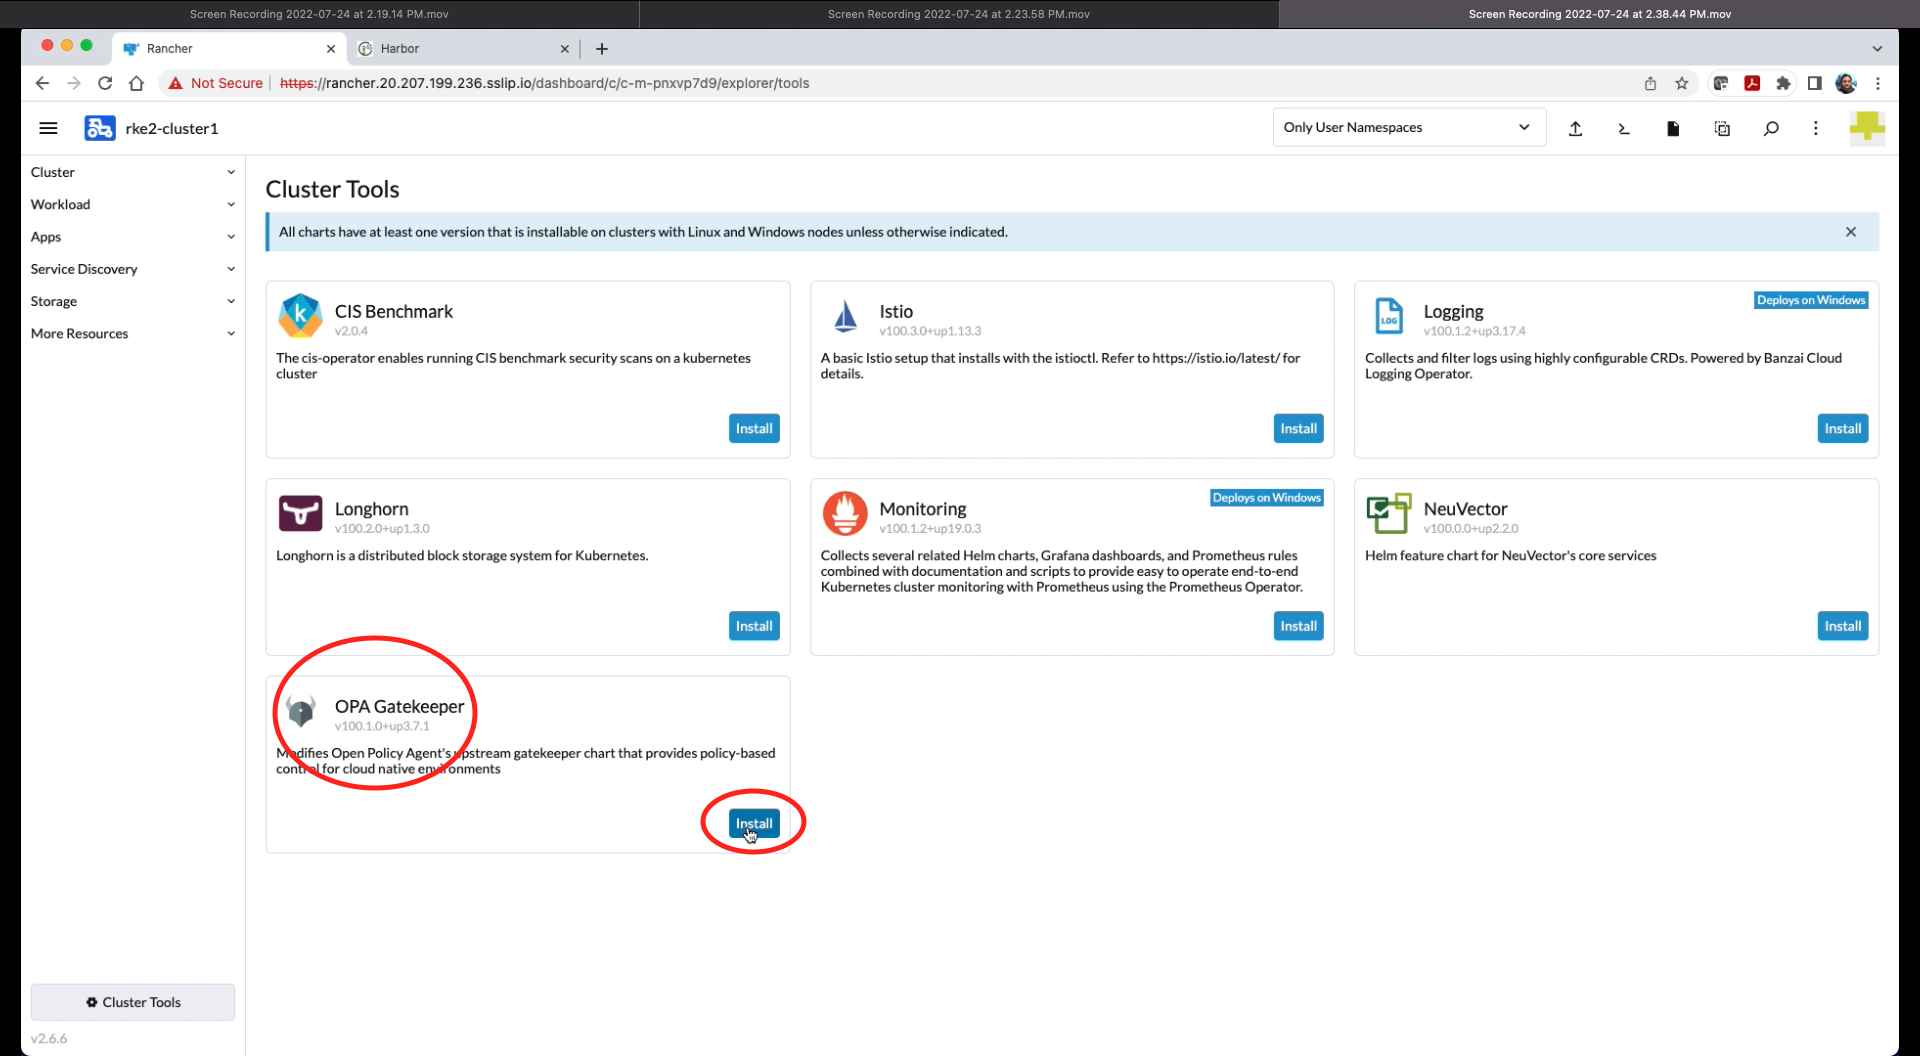 Screen Recording 2022-07-24 at 2.19.14 PM.mov
Screen Recording 2022-07-24 at 2.23.58 PM.mov
Screen Recording 2022-07-24 at 2.38.44 PM.mov
Rancher
Harbor
Not Secure
https://rancher.20.207.199.236.sslip.io/dashboard/c/c-m-pnxvp7d9/explorer/tools
rke2-cluster1
Only User Namespaces
Cluster
Workload
Apps
Service Discovery
Storage
More Resources
Cluster Tools
All charts have at least one version that is installable on clusters with Linux and Windows nodes unless otherwise indicated.
CIS Benchmark
v2.0.4
The cis-operator enables running CIS benchmark security scans on a kubernetes
cluster
Install
Istio
v100.3.0+up1.13.3
A basic Istio setup that installs with the istioctl. Refer to https://istio.io/latest/ for
details.
Install
Deploys on Windows
LOG
Logging
v100.1.2+up3.17.4
Collects and filter logs using highly configurable CRDs. Powered by Banzai Cloud
Logging Operator.
Install
Longhorn
v100.2.0+up1.3.0
Longhorn is a distributed block storage system for Kubernetes.
Install
Deploys on Windows
Monitoring
v100.1.2+up19.0.3
Collects several related Helm charts, Grafana dashboards, and Prometheus rules
combined with documentation and scripts to provide easy to operate end-to-end
Kubernetes cluster monitoring with Prometheus using the Prometheus Operator.
Install
NeuVector
v100.0.0+up2.2.0
Helm feature chart for NeuVector's core services
Install
OPA Gatekeeper
v100.1.0+up3.7.1
Modifies Open Policy Agent's upstream gatekeeper chart that provides policy-based
control for cloud native environments
Install
Cluster Tools
v2.6.6